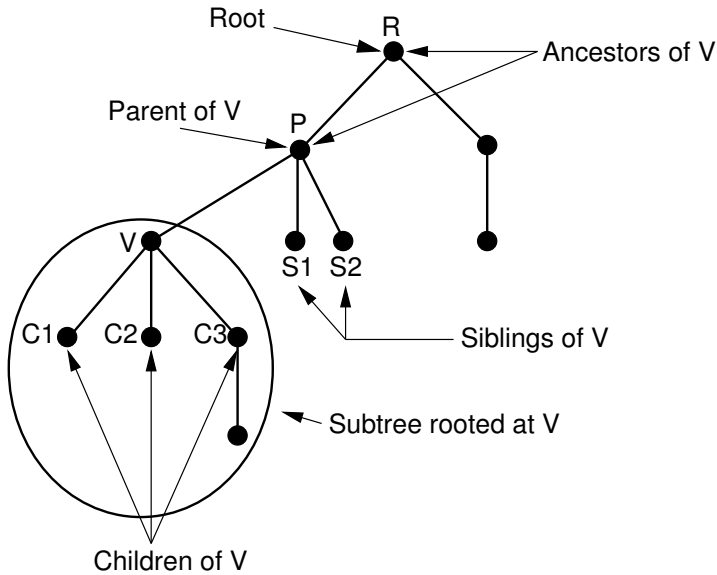 Root
R
Ancestors of V
Parent of V
P
V
S1
S2
C1
C2
C3
Siblings of V
Subtree rooted at V
Children of V